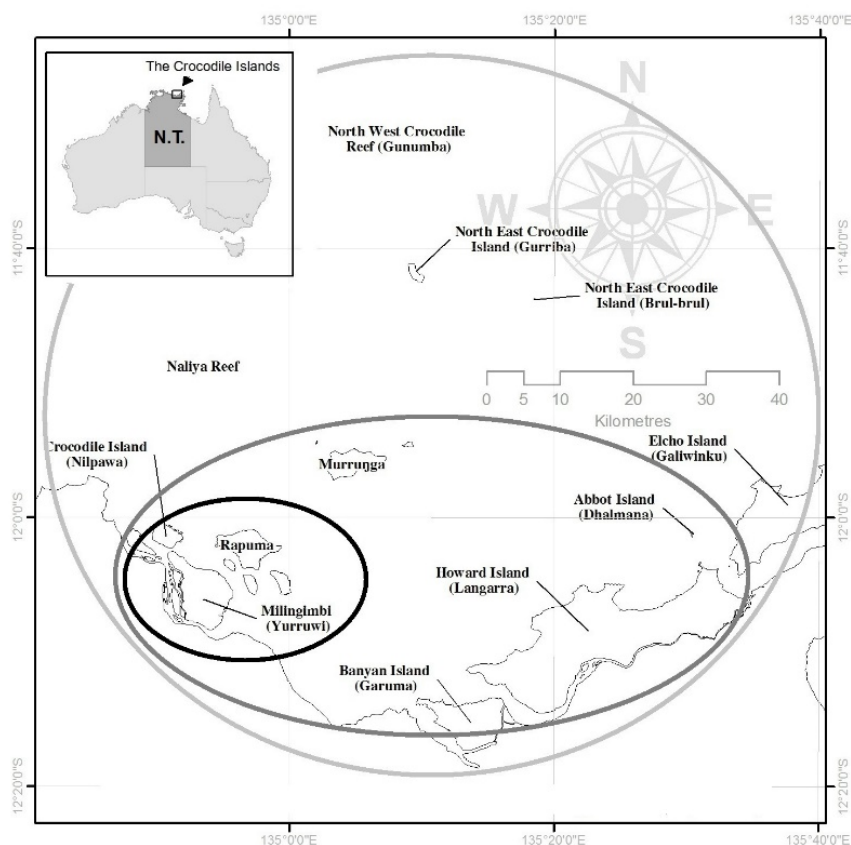 135°0'0"E
135°20'0"E
135°40'0"E
The Crocodile Islands
N.T.
North West Crocodile
Reef (Gunumba)
N
W
E
S
11°40'0"S
11°40'0"S
North East Crocodile
Island (Gurriba)
North East Crocodile
Island (Brul-brul)
Naliya Reef
0 5 10 20 30 40
Kilometres
Crocodile Island
(Nilpawa)
Murruŋga
Elcho Island
(Galiwinku)
Abbot Island
(Dhalmana)
12°0'0"S
12°0'0"S
Rapuma
Howard Island
(Langarra)
Milingimbi
(Yurruwi)
Banyan Island
(Garuma)
12°20'0"S
12°20'0"S
135°0'0"E
135°20'0"E
135°40'0"E